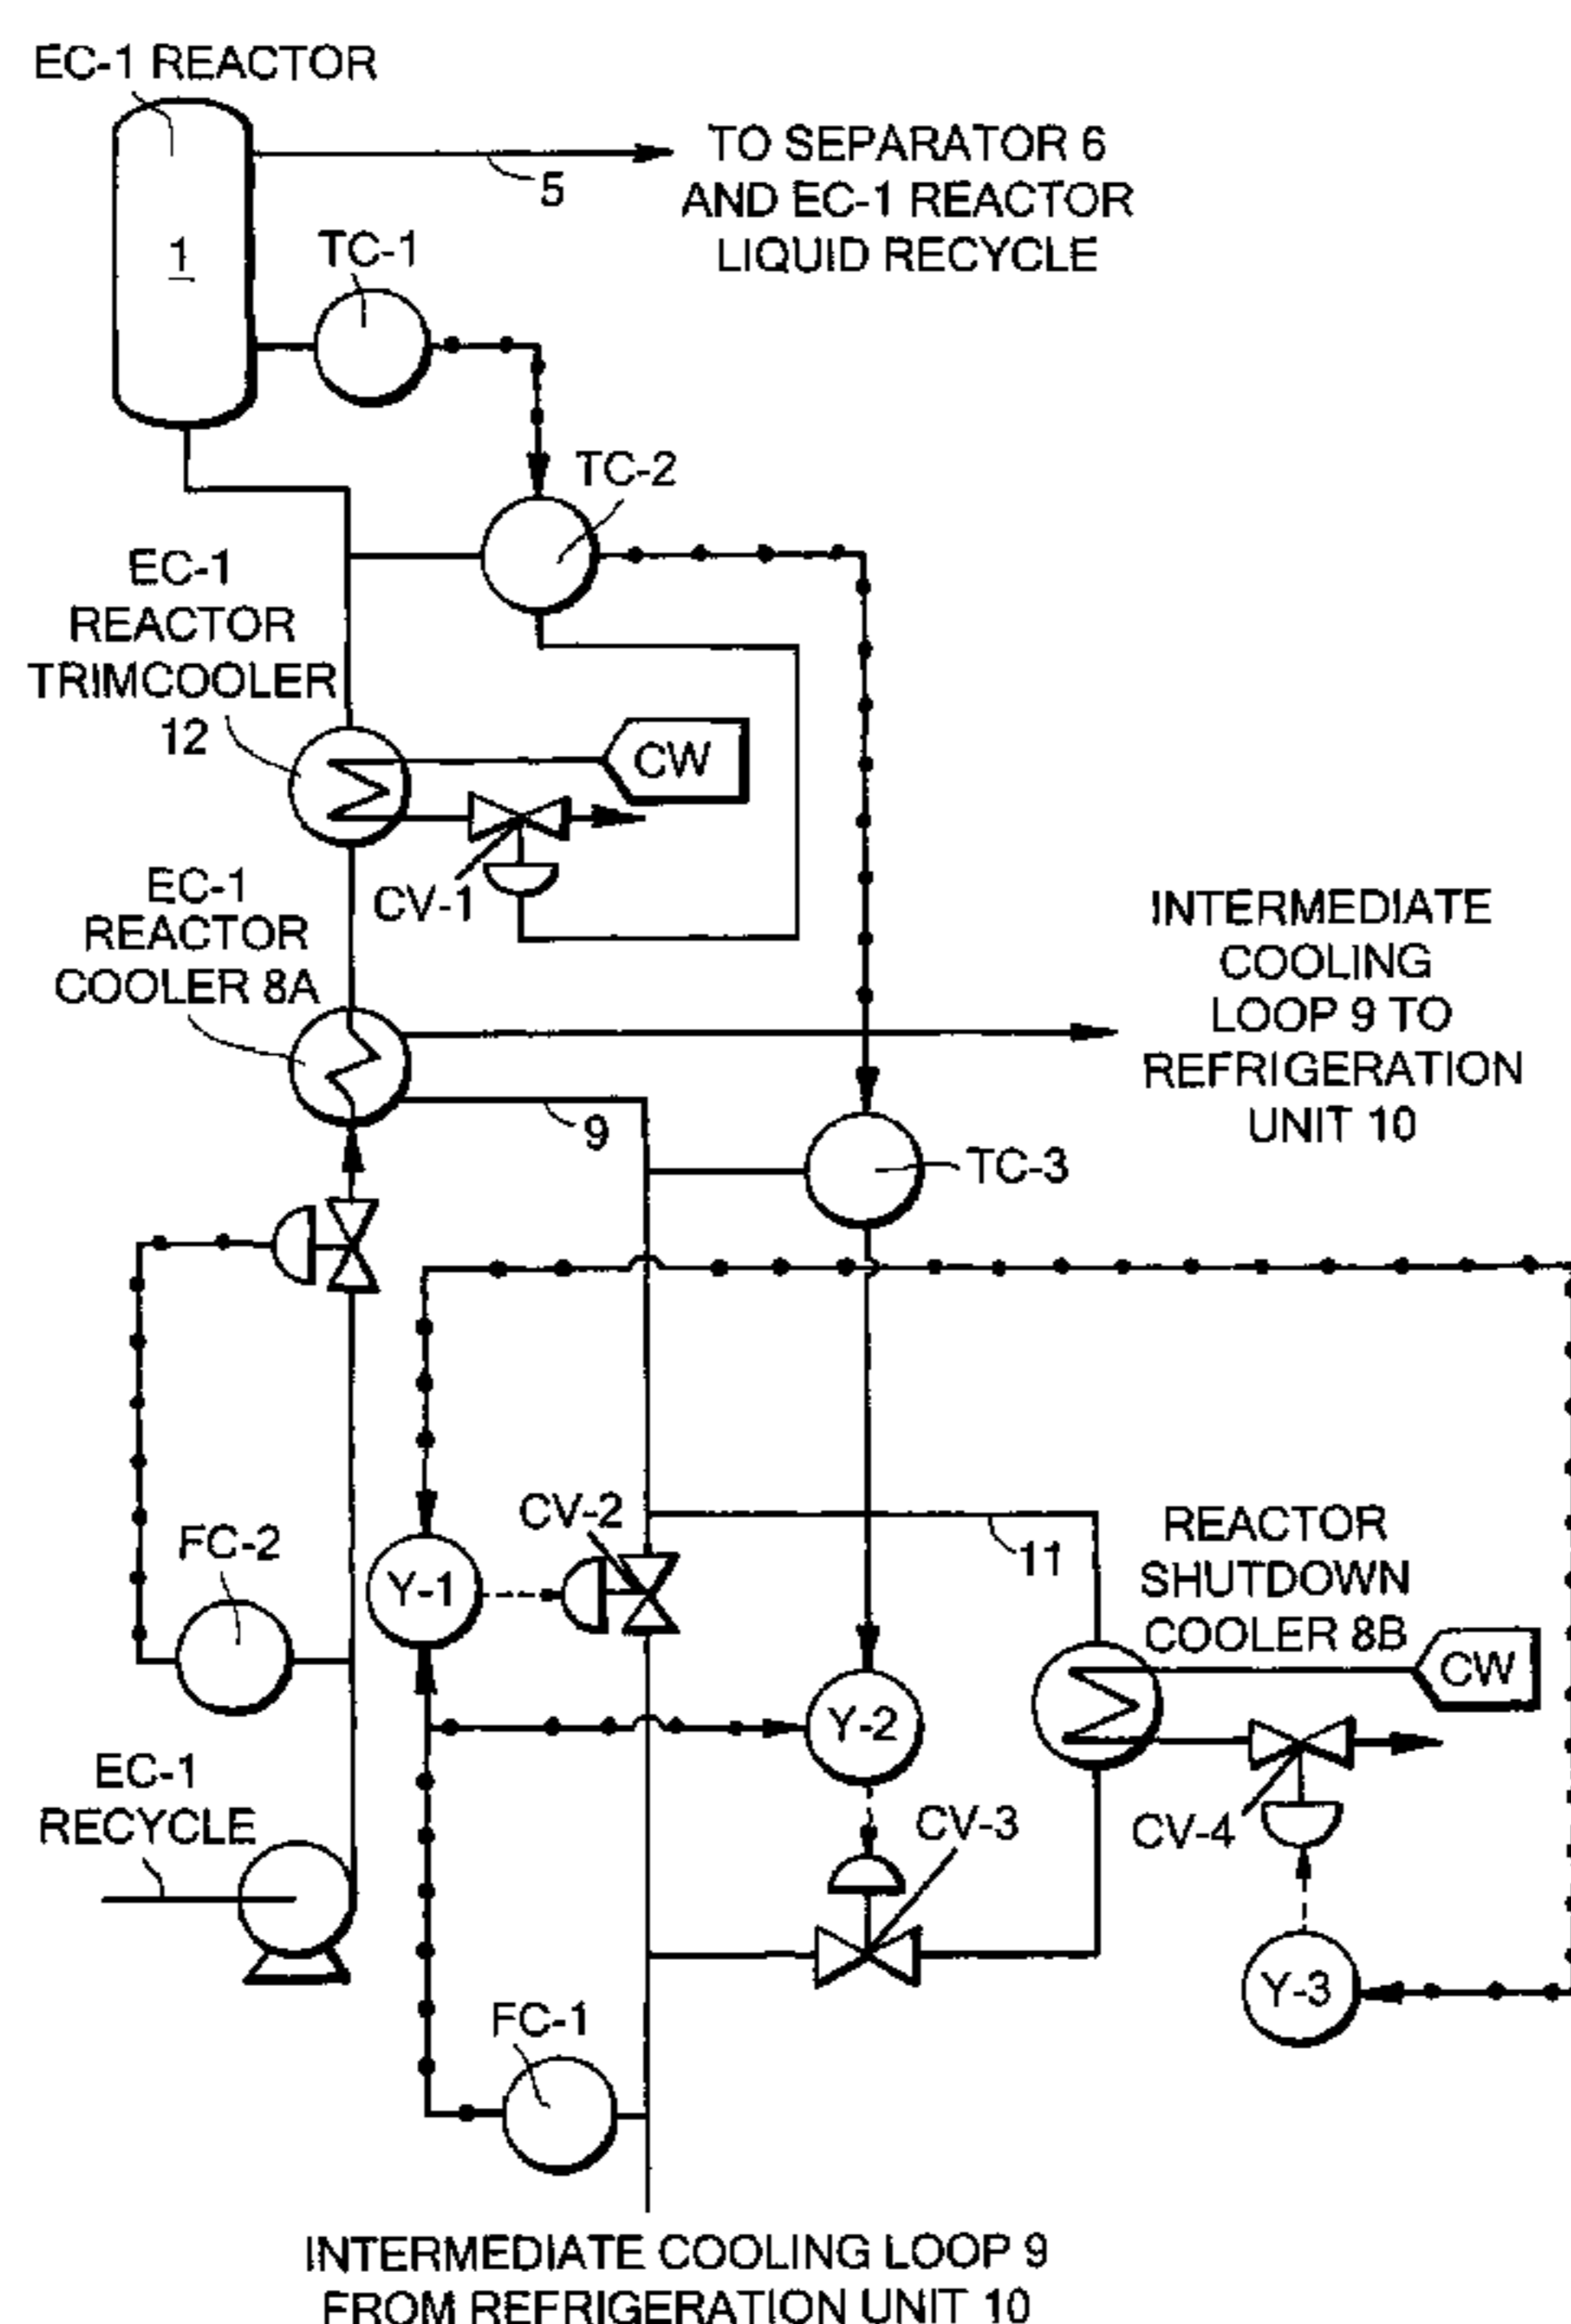 EC-1 REACTOR
TO SEPARATOR 6
AND EC-1 REACTOR
LIQUID RECYCLE
5
1
TC-1
TC-2
EC-1
REACTOR
TRIMCOOLER
12
CW
CV-1
EC-1
REACTOR
COOLER 8A
INTERMEDIATE
COOLING
LOOP 9 TO
REFRIGERATION
UNIT 10
9
TC-3
FC-2
Y-1
CV-2
11
REACTOR
SHUTDOWN
COOLER 8B
CW
Y-2
EC-1
RECYCLE
CV-3
CV-4
Y-3
FC-1
INTERMEDIATE COOLING LOOP 9
FROM REFRIGERATION UNIT 10